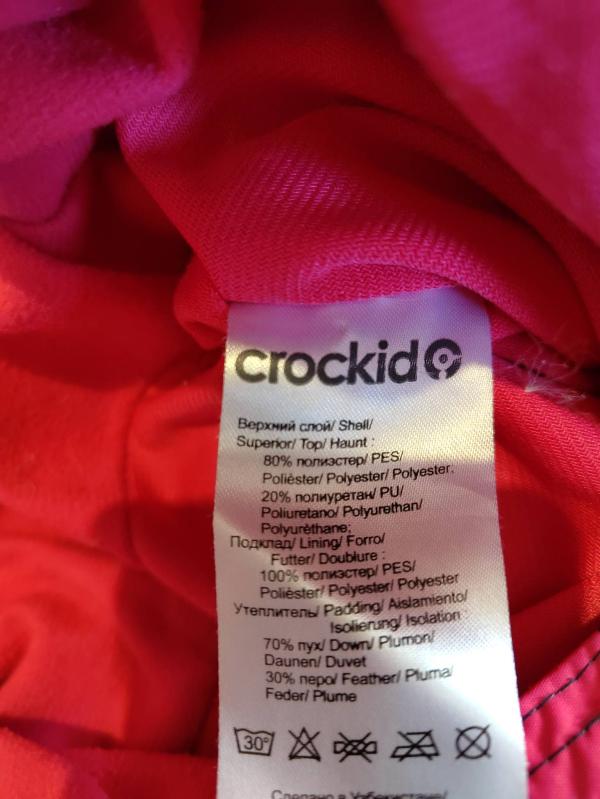 crockid
Верхний слой/ Shell/
Superior/ Top/ Haunt :
80% полиэстер/ PES/
Poliéster/ Polyester/ Polyester;
20% полиуретан/ PU/
Poliuretano/ Polyurethan/
Polyuréthane;
Подклад/ Lining/ Forro/
Futter/ Doublure :
100% полиэстер/ PES/
Poliéster/ Polyester/ Polyester
Утеплитель/ Padding/ Aislamiento/
Isolierung/ Isolation :
70% пух/ Down/ Plumon/
Daunen/ Duvet
30% перо/ Feather/ Pluma/
Feder/ Plume
30°
Сделано в Узбекистане/